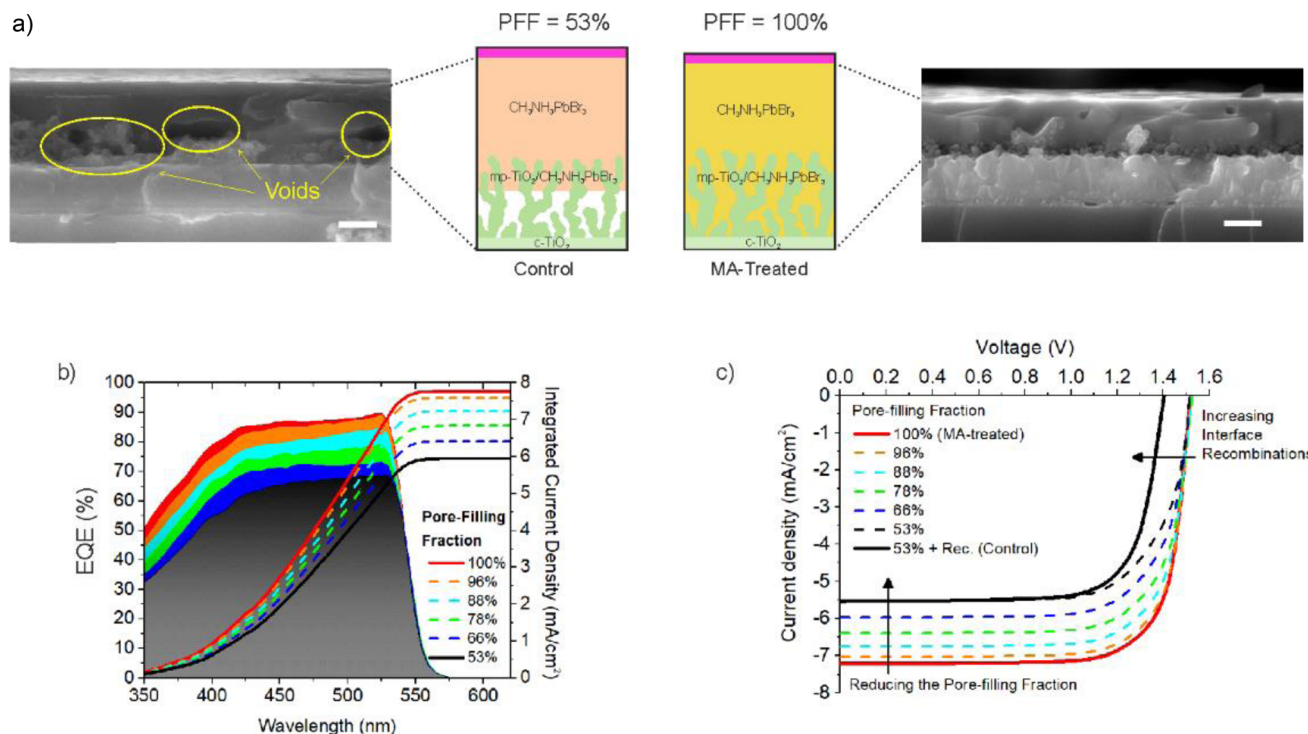 a)
PFF = 53%
PFF = 100%
Voids
CH₃NH₃PbBr₃
mp-TiO₂/CH₃NH₃PbBr₃
c-TiO₂
Control
CH₃NH₃PbBr₃
mp-TiO₂/CH₃NH₃PbBr₃
c-TiO₂
MA-Treated
b)
EQE (%)
100
90
80
70
60
50
40
30
20
10
0
350
400
450
500
550
600
Wavelength (nm)
8
7
6
5
4
3
2
1
0
Integrated Current Density (mA/cm²)
Pore-Filling
Fraction
100%
96%
88%
78%
66%
53%
c)
Voltage (V)
0.0
0.2
0.4
0.6
0.8
1.0
1.2
1.4
1.6
Current density (mA/cm²)
0
-1
-2
-3
-4
-5
-6
-7
-8
Pore-filling Fraction
100% (MA-treated)
96%
88%
78%
66%
53%
53% + Rec. (Control)
Increasing
Interface
Recombinations
Reducing the Pore-filling Fraction